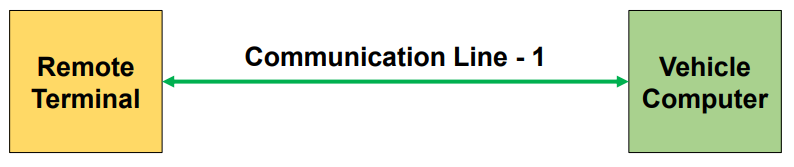 Remote
Terminal
Communication Line - 1
Vehicle
Computer